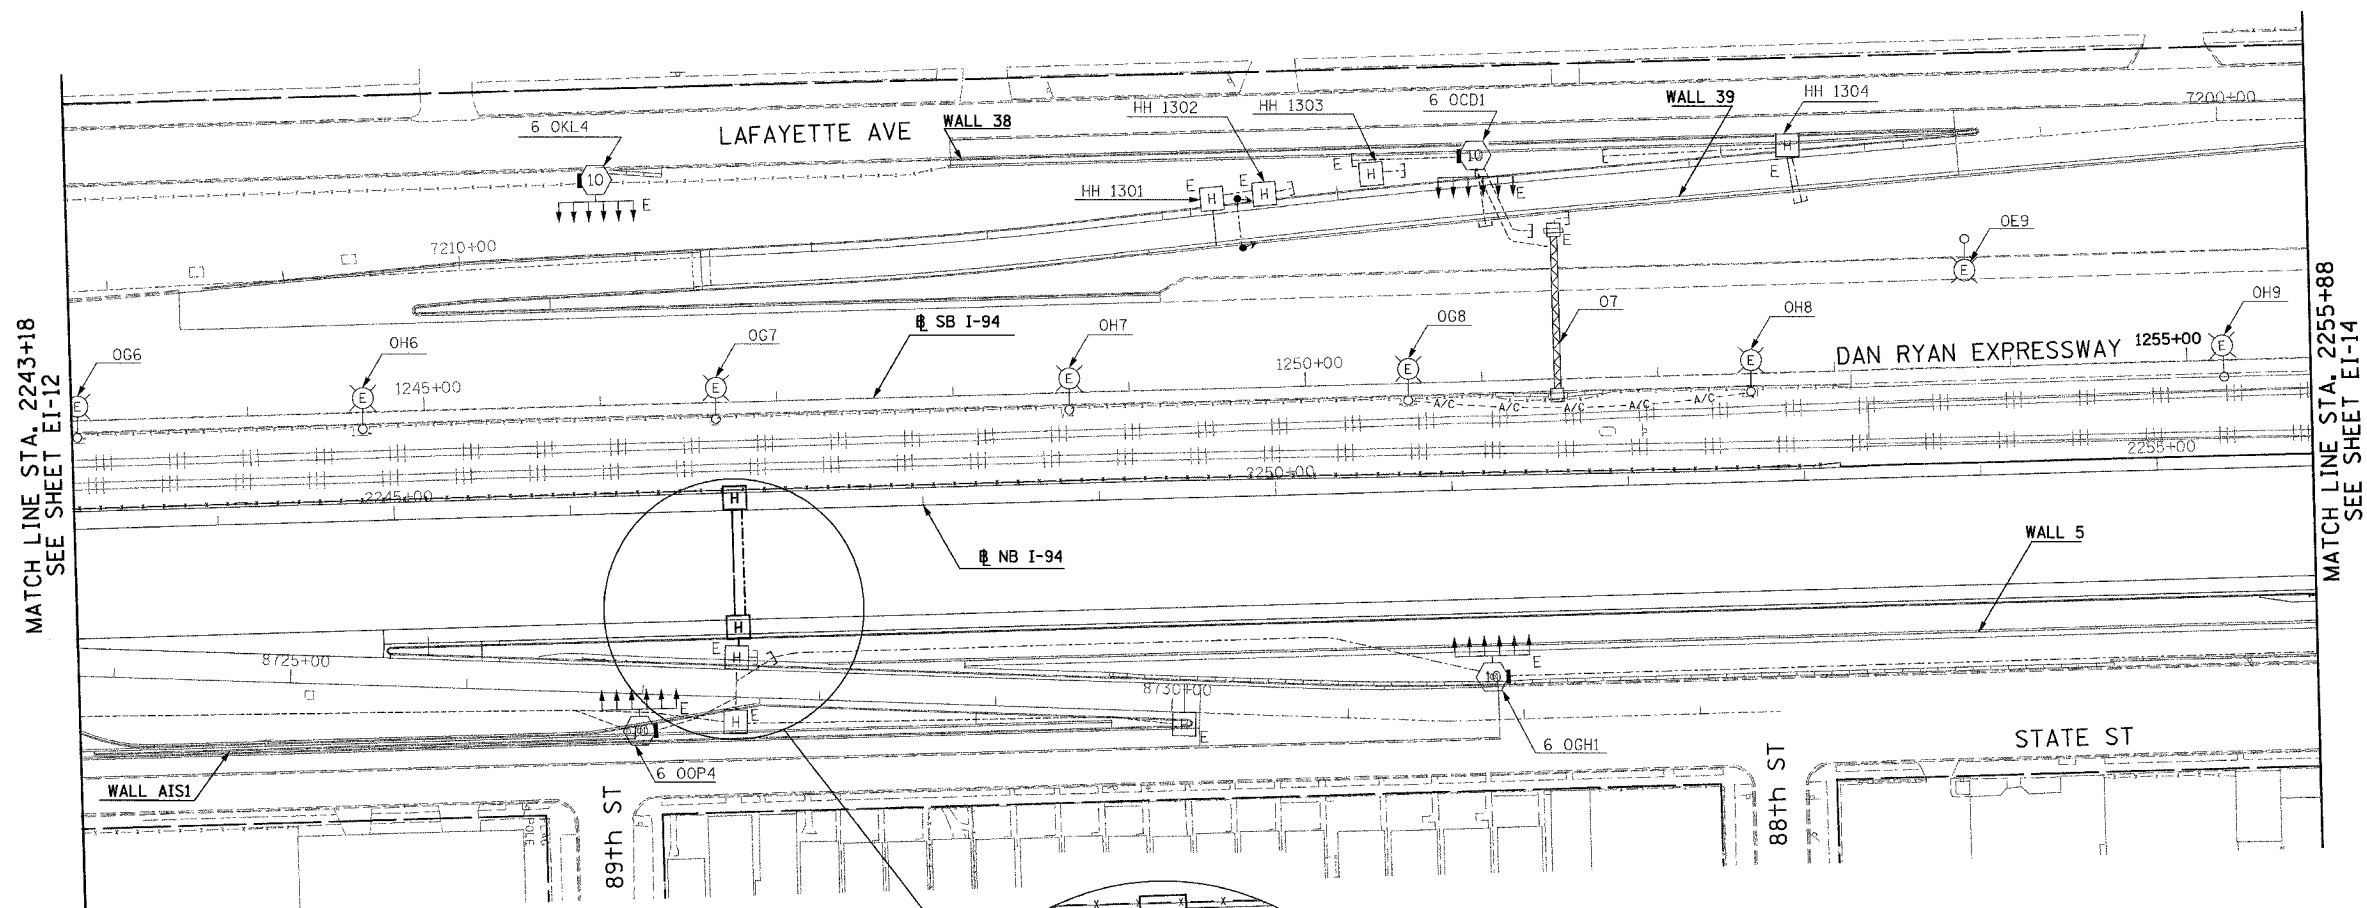 MATCH LINE STA. 2243+18
SEE SHEET EI-12
6 OKL4
10
E
LAFAYETTE AVE
WALL 38
HH 1302
HH 1303
6 OCD1
WALL 39
HH 1304
7200+00
HH 1301
E
H
E
H
E
E
H
10
E
H
E
7210+00
E
OE9
E
OG6
E
OH6
E
1245+00
OG7
E
₧ SB I-94
OH7
E
1250+00
OG8
E
O7
OH8
E
DAN RYAN EXPRESSWAY
1255+00
OH9
E
A/C
A/C
A/C
A/C
A/C
2245+00
2250+00
2255+00
H
NB I-94
WALL 5
H
E
H
8725+00
E
H
E
8730+00
E
E
10
6 OOP4
6 OGH1
WALL AIS1
STATE ST
89th ST
88th ST
POLE
FLAG
MATCH LINE STA. 2255+88
SEE SHEET EI-14
X
X
X